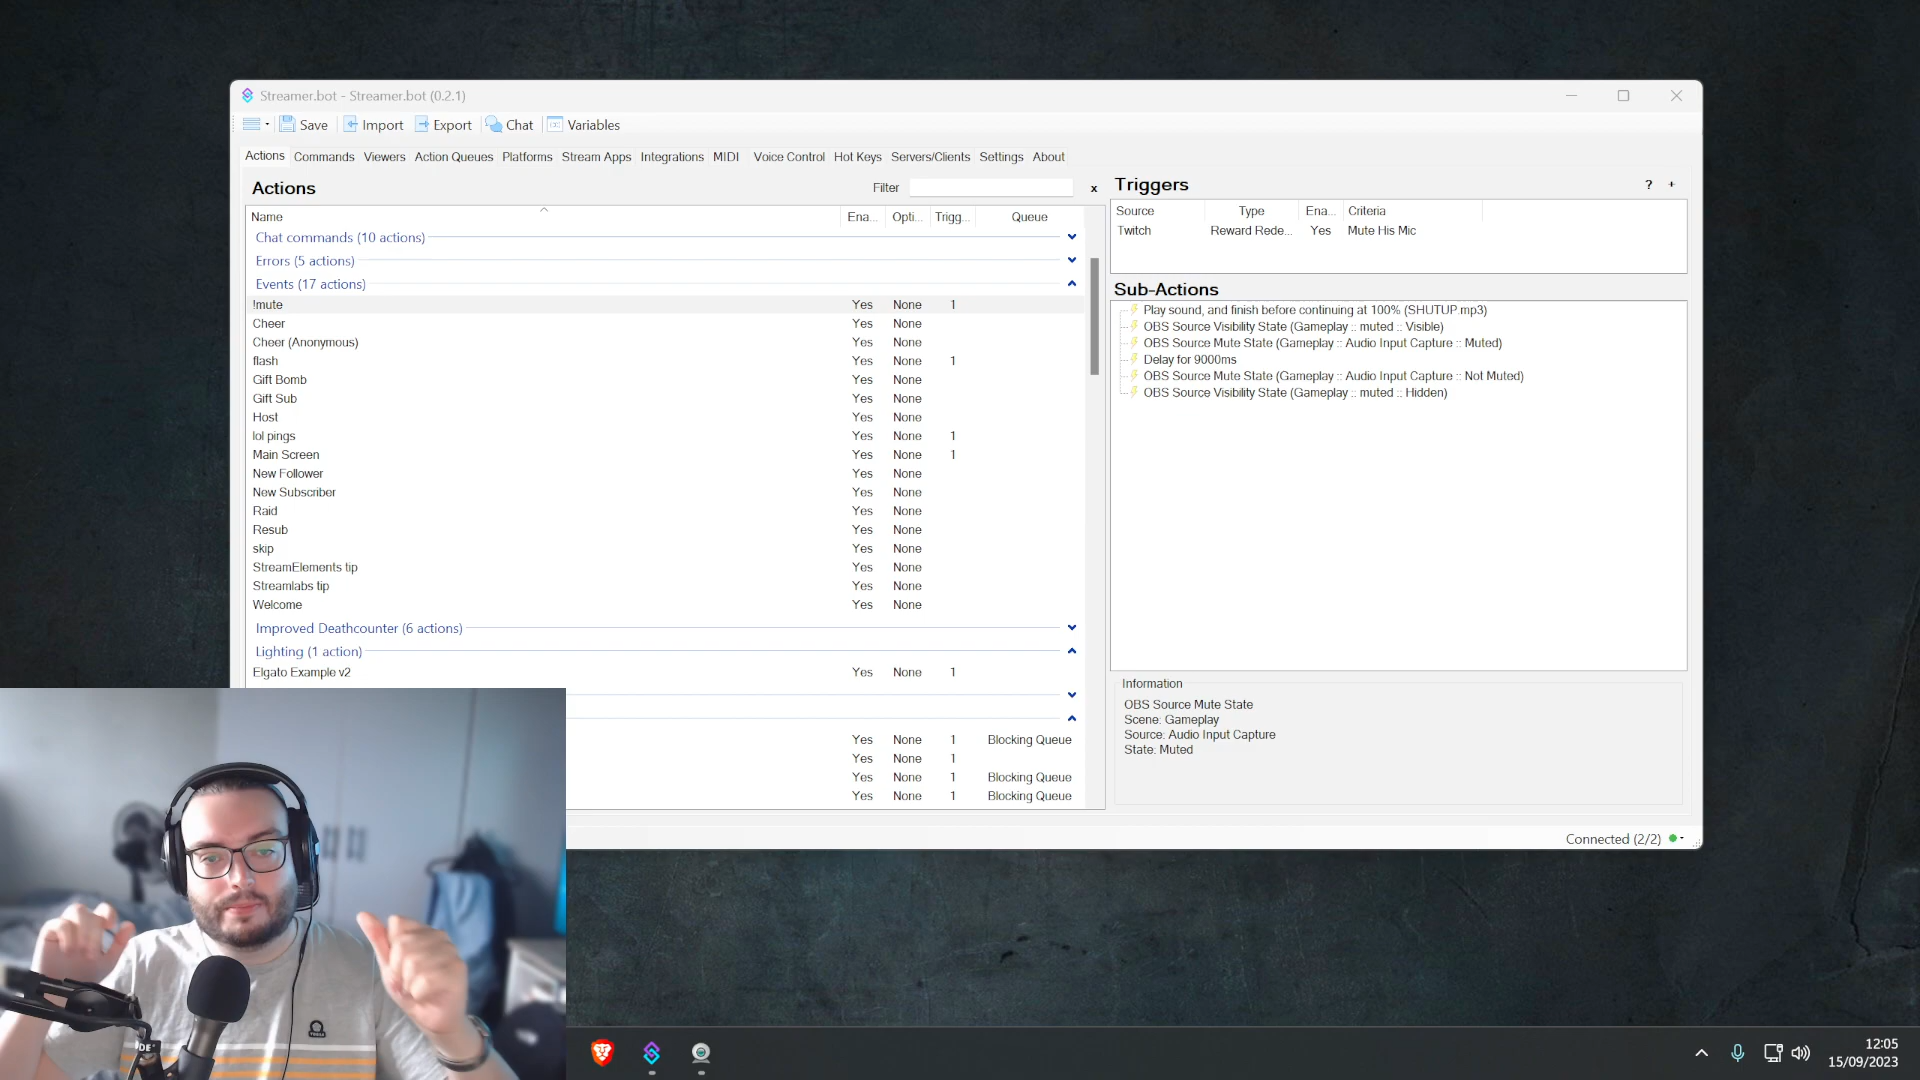 Streamer.bot - Streamer.bot (0.2.1)
Save Import Export Chat Variables
Actions Commands Viewers Action Queues Platforms Stream Apps Integrations MIDI Voice Control Hot Keys Servers/Clients Settings About
Actions Filter x
Name Ena... Opti... Trigg... Queue
Chat commands (10 actions)
Errors (5 actions)
Events (17 actions)
!mute Yes None 1
Cheer Yes None
Cheer (Anonymous) Yes None
flash Yes None 1
Gift Bomb Yes None
Gift Sub Yes None
Host Yes None
lol pings Yes None 1
Main Screen Yes None 1
New Follower Yes None
New Subscriber Yes None
Raid Yes None
Resub Yes None
skip Yes None
StreamElements tip Yes None
Streamlabs tip Yes None
Welcome Yes None
Improved Deathcounter (6 actions)
Lighting (1 action)
Elgato Example v2 Yes None 1
Yes None 1 Blocking Queue
Yes None 1
Yes None 1 Blocking Queue
Yes None 1 Blocking Queue
Triggers ? +
Source Type Ena... Criteria
Twitch Reward Rede... Yes Mute His Mic
Sub-Actions
Play sound, and finish before continuing at 100% (SHUTUP.mp3)
OBS Source Visibility State (Gameplay :: muted :: Visible)
OBS Source Mute State (Gameplay :: Audio Input Capture :: Muted)
Delay for 9000ms
OBS Source Mute State (Gameplay :: Audio Input Capture :: Not Muted)
OBS Source Visibility State (Gameplay :: muted :: Hidden)
Information
OBS Source Mute State
Scene: Gameplay
Source: Audio Input Capture
State: Muted
Connected (2/2)
12:05
15/09/2023